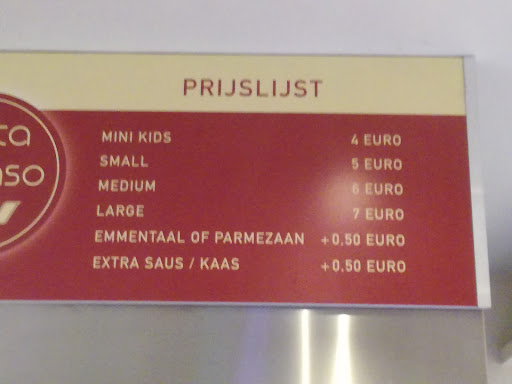 PRIJSLIJST
MINI KIDS 4 EURO
SMALL 5 EURO
MEDIUM 6 EURO
LARGE 7 EURO
EMMENTAAL OF PARMEZAAN +0,50 EURO
EXTRA SAUS / KAAS +0,50 EURO